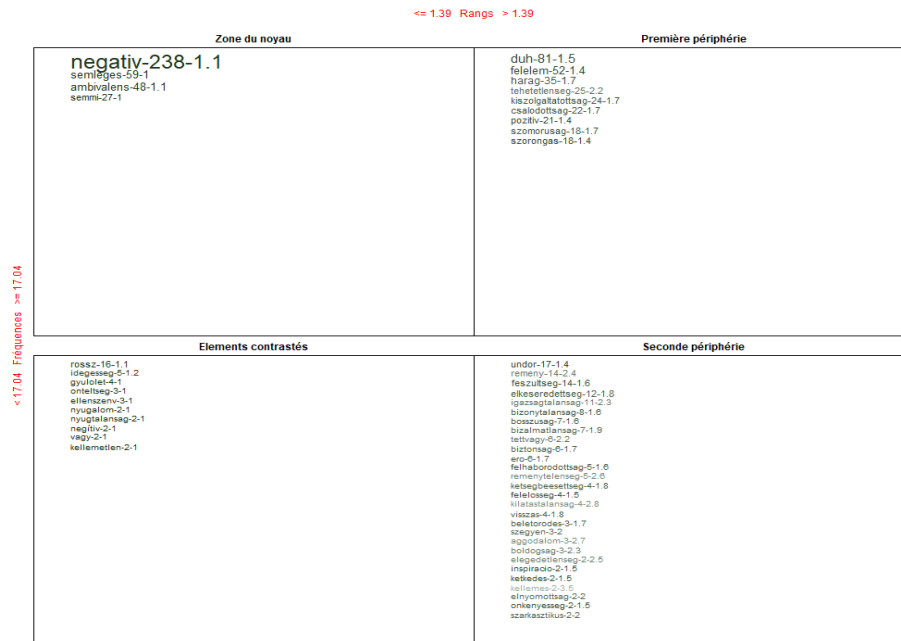 <= 1.39 Rangs > 1.39
Zone du noyau
negativ-238-1.1
semleges-59-1
ambivalens-48-1.1
semmi-27-1
Première périphérie
duh-81-1.5
felelem-52-1.4
harag-35-1.7
tehetetlenseg-25-2.2
kiszolgaltatottsag-24-1.7
csalodottsag-22-1.7
pozitiv-21-1.4
szomorusag-18-1.7
szorongas-18-1.4
< 17.04 Fréquences >= 17.04
Elements contrastés
rossz-16-1.1
idegesseg-5-1.2
gyulolet-4-1
onteltseg-3-1
ellenszenv-3-1
nyugalom-2-1
nyugtalansag-2-1
negítiv-2-1
vagy-2-1
kellemetlen-2-1
Seconde périphérie
undor-17-1.4
remeny-14-2.4
feszultseg-14-1.6
elkeseredettseg-12-1.8
igazsagtalansag-11-2.3
bizonytalansag-8-1.6
bosszusag-7-1.6
bizalmatlansag-7-1.9
tettvagy-6-2.2
biztonsag-6-1.7
ero-6-1.7
felhaborodottsag-5-1.6
remenytelenseg-5-2.6
ketsegbeesettseg-4-1.8
felelosseg-4-1.5
kilatastalansag-4-2.8
visszas-4-1.8
beletorodes-3-1.7
szegyen-3-2
aggodalom-3-2.7
boldogsag-3-2.3
elegedetlenseg-2-2.5
inspiracio-2-1.5
ketkedes-2-1.5
kellemes-2-3.5
elnyomottsag-2-2
onkenyesseg-2-1.5
szarkasztikus-2-2